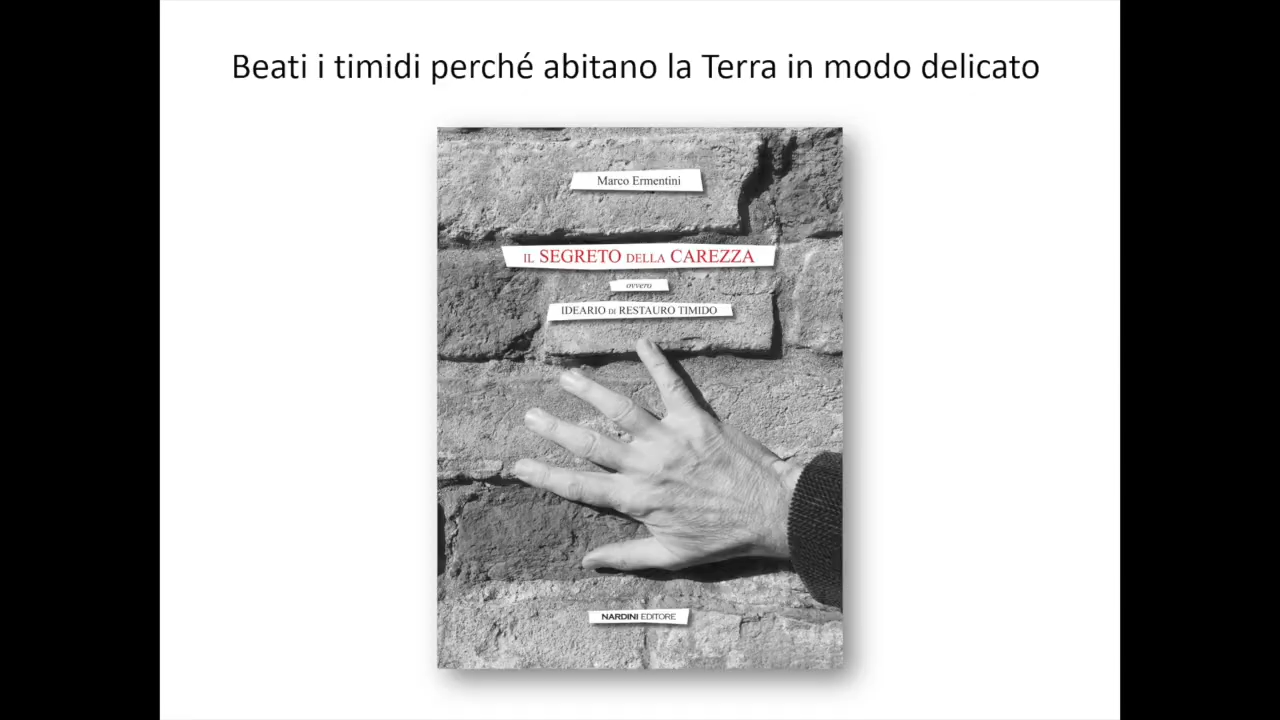 Beati i timidi perché abitano la Terra in modo delicato
Marco Ermentini
IL SEGRETO DELLA CAREZZA
ovvero
IDEARIO DI RESTAURO TIMIDO
NARDINI EDITORE